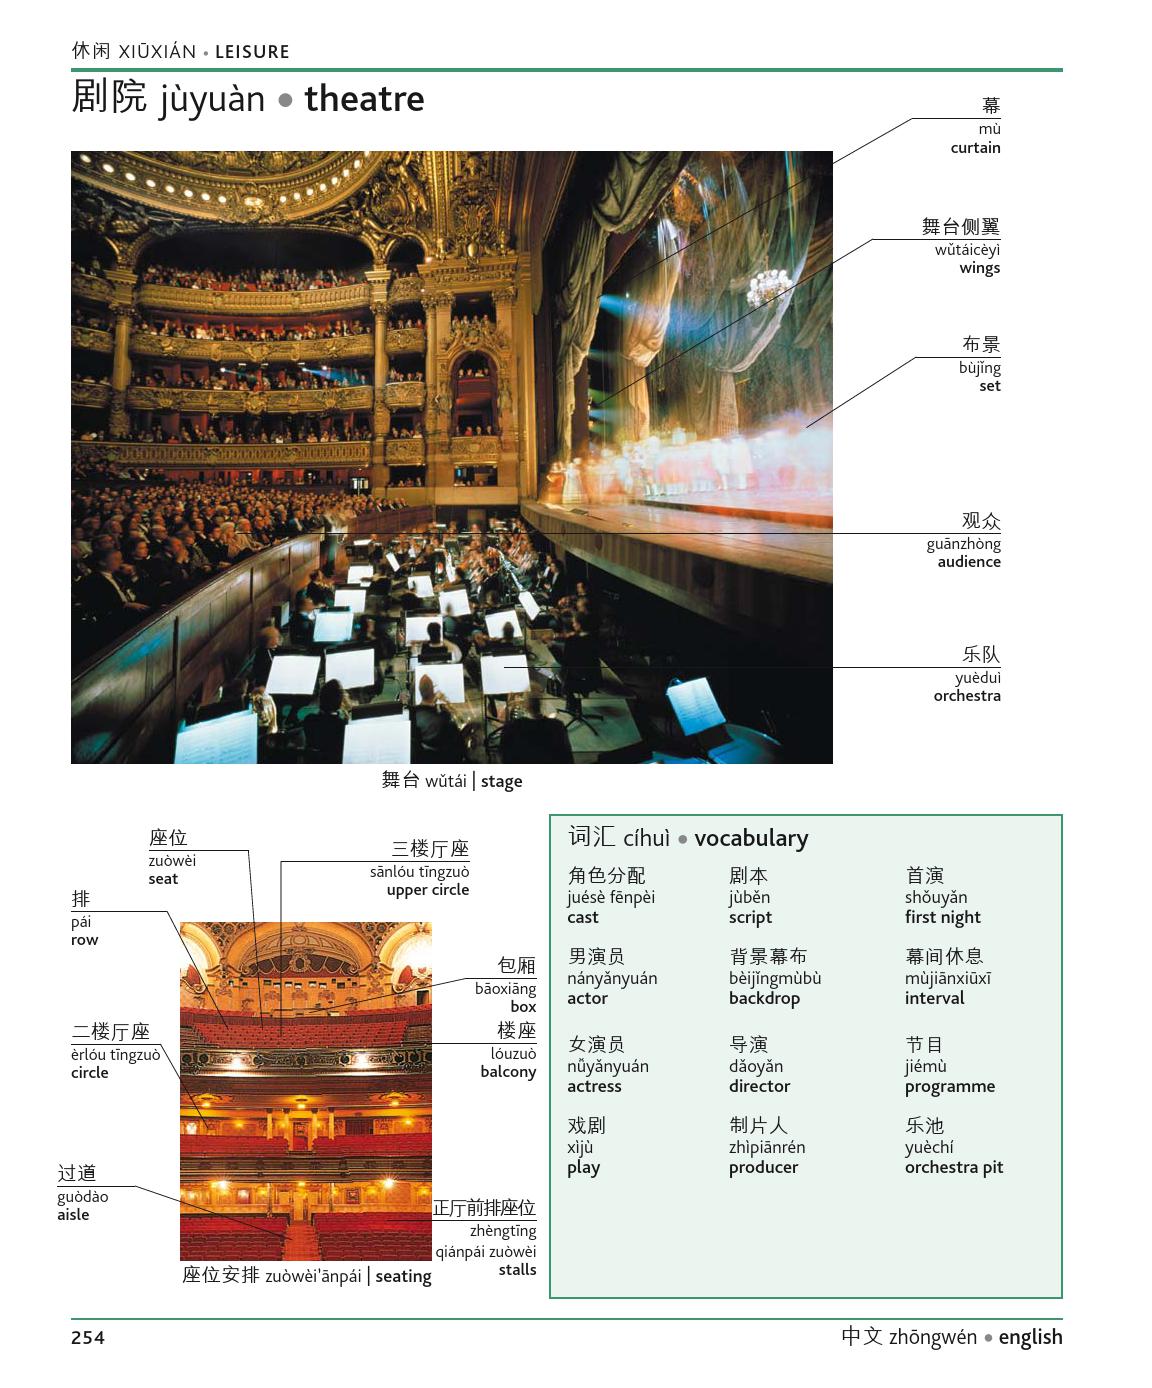 休闲 XIŪXIÁN • LEISURE
剧院 jùyuàn • theatre
幕
mù
curtain
舞台侧翼
wǔtáicèyì
wings
布景
bùjǐng
set
观众
guānzhòng
audience
乐队
yuèduì
orchestra
舞台 wǔtái | stage
座位
zuòwèi
seat
三楼厅座
sānlóu tīngzuò
upper circle
排
pái
row
包厢
bāoxiāng
box
二楼厅座
èrlóu tīngzuò
circle
楼座
lóuzuò
balcony
过道
guòdào
aisle
正厅前排座位
zhèngtīng
qiánpái zuòwèi
stalls
座位安排 zuòwèi'ānpái | seating
词汇 cíhuì • vocabulary
角色分配
juésè fēnpèi
cast
男演员
nányǎnyuán
actor
女演员
nǚyǎnyuán
actress
戏剧
xìjù
play
剧本
jùběn
script
背景幕布
bèijǐngmùbù
backdrop
导演
dǎoyǎn
director
制片人
zhìpiānrén
producer
首演
shǒuyǎn
first night
幕间休息
mùjiānxiūxī
interval
节目
jiémù
programme
乐池
yuèchí
orchestra pit
254
中文 zhōngwén • english